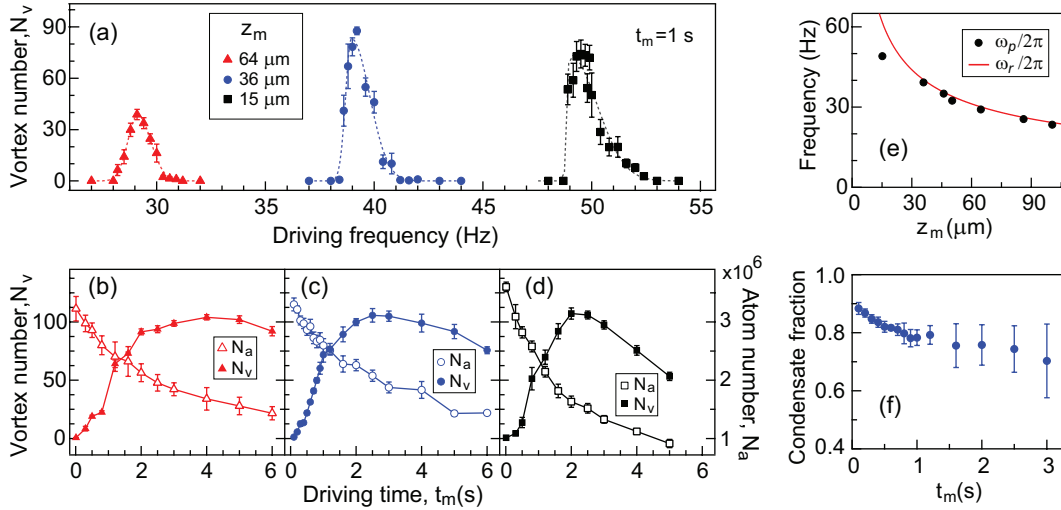 (a)
z_m
64 μm
36 μm
15 μm
t_m=1 s
Vortex number,N_v
90
60
30
0
30
35
40
45
50
55
Driving frequency (Hz)
(e)
ω_p/2π
ω_r/2π
Frequency (Hz)
60
30
0
0
30
60
90
z_m(μm)
(b)
N_a
N_v
Vortex number,N_v
100
50
0
0
2
4
6
(c)
N_a
N_v
0
2
4
6
Driving time, t_m(s)
(d)
N_a
N_v
0
2
4
6
x10^6
Atom number, N_a
4
3
2
1
(f)
Condensate fraction
1.0
0.8
0.6
0.4
0
1
2
3
t_m(s)